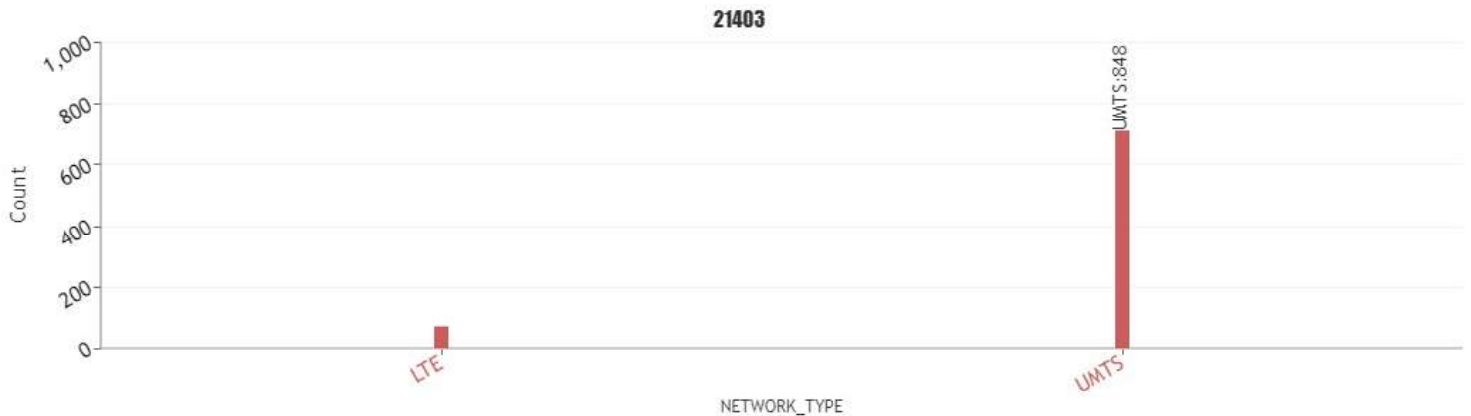 21403
1,000
800
600
400
200
0
Count
UMTS:848
LTE
UMTS
NETWORK_TYPE